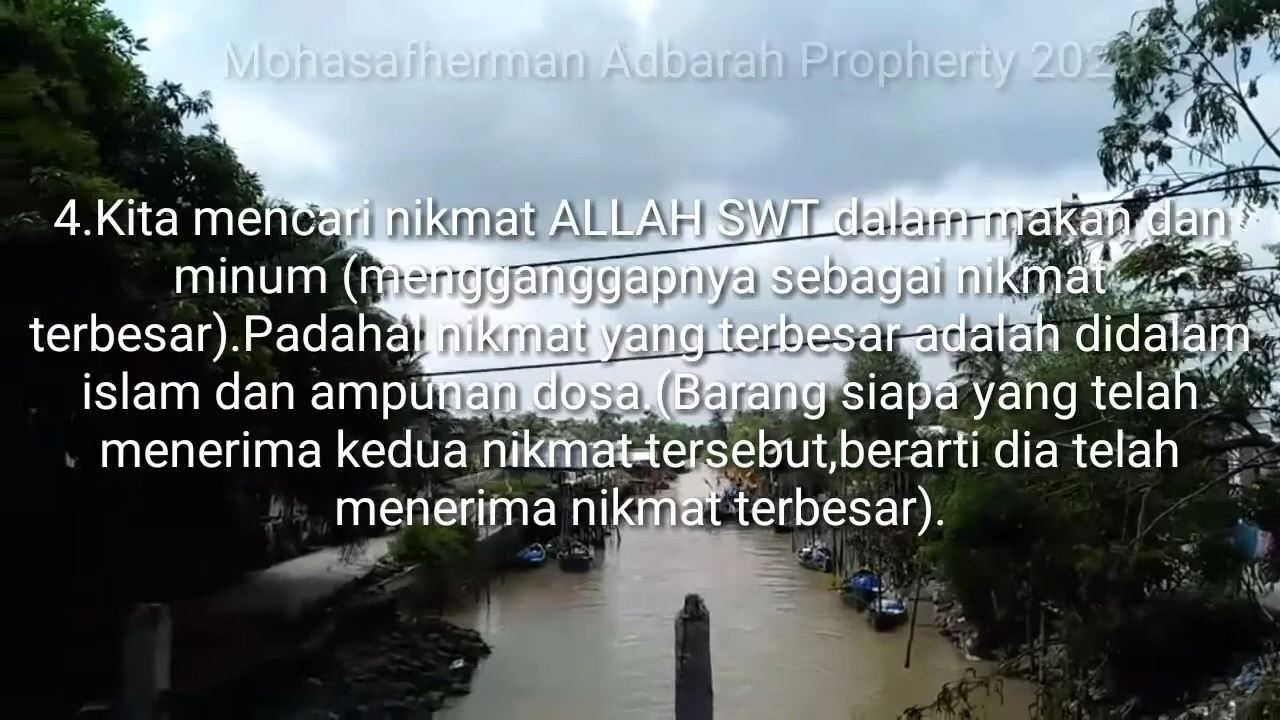 Mohasafherman Adbarah Propherty
4.Kita mencari nikmat ALLAH SWT dalam makan dan
minum (mengganggapnya sebagai nikmat
terbesar).Padahal nikmat yang terbesar adalah didalam
islam dan ampunan dosa.(Barang siapa yang telah
menerima kedua nikmat tersebut,berarti dia telah
menerima nikmat terbesar).